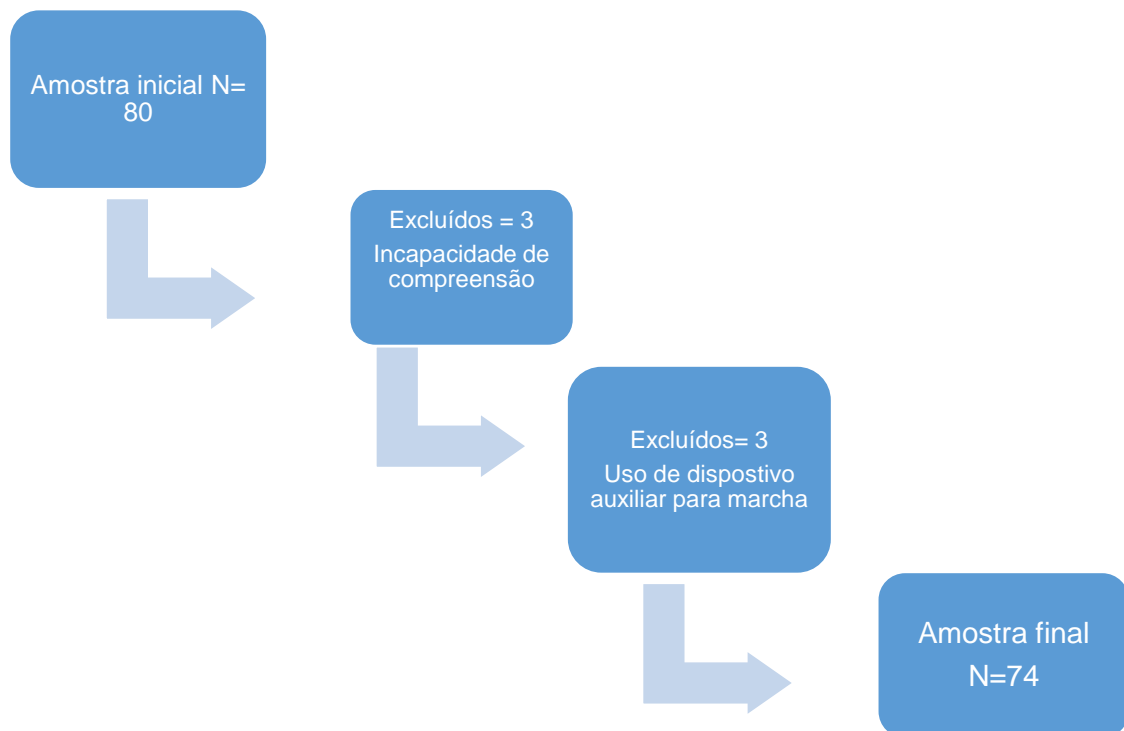 Amostra inicial N=
80
Excluídos = 3
Incapacidade de
compreensão
Excluídos= 3
Uso de dispostivo
auxiliar para marcha
Amostra final
N=74